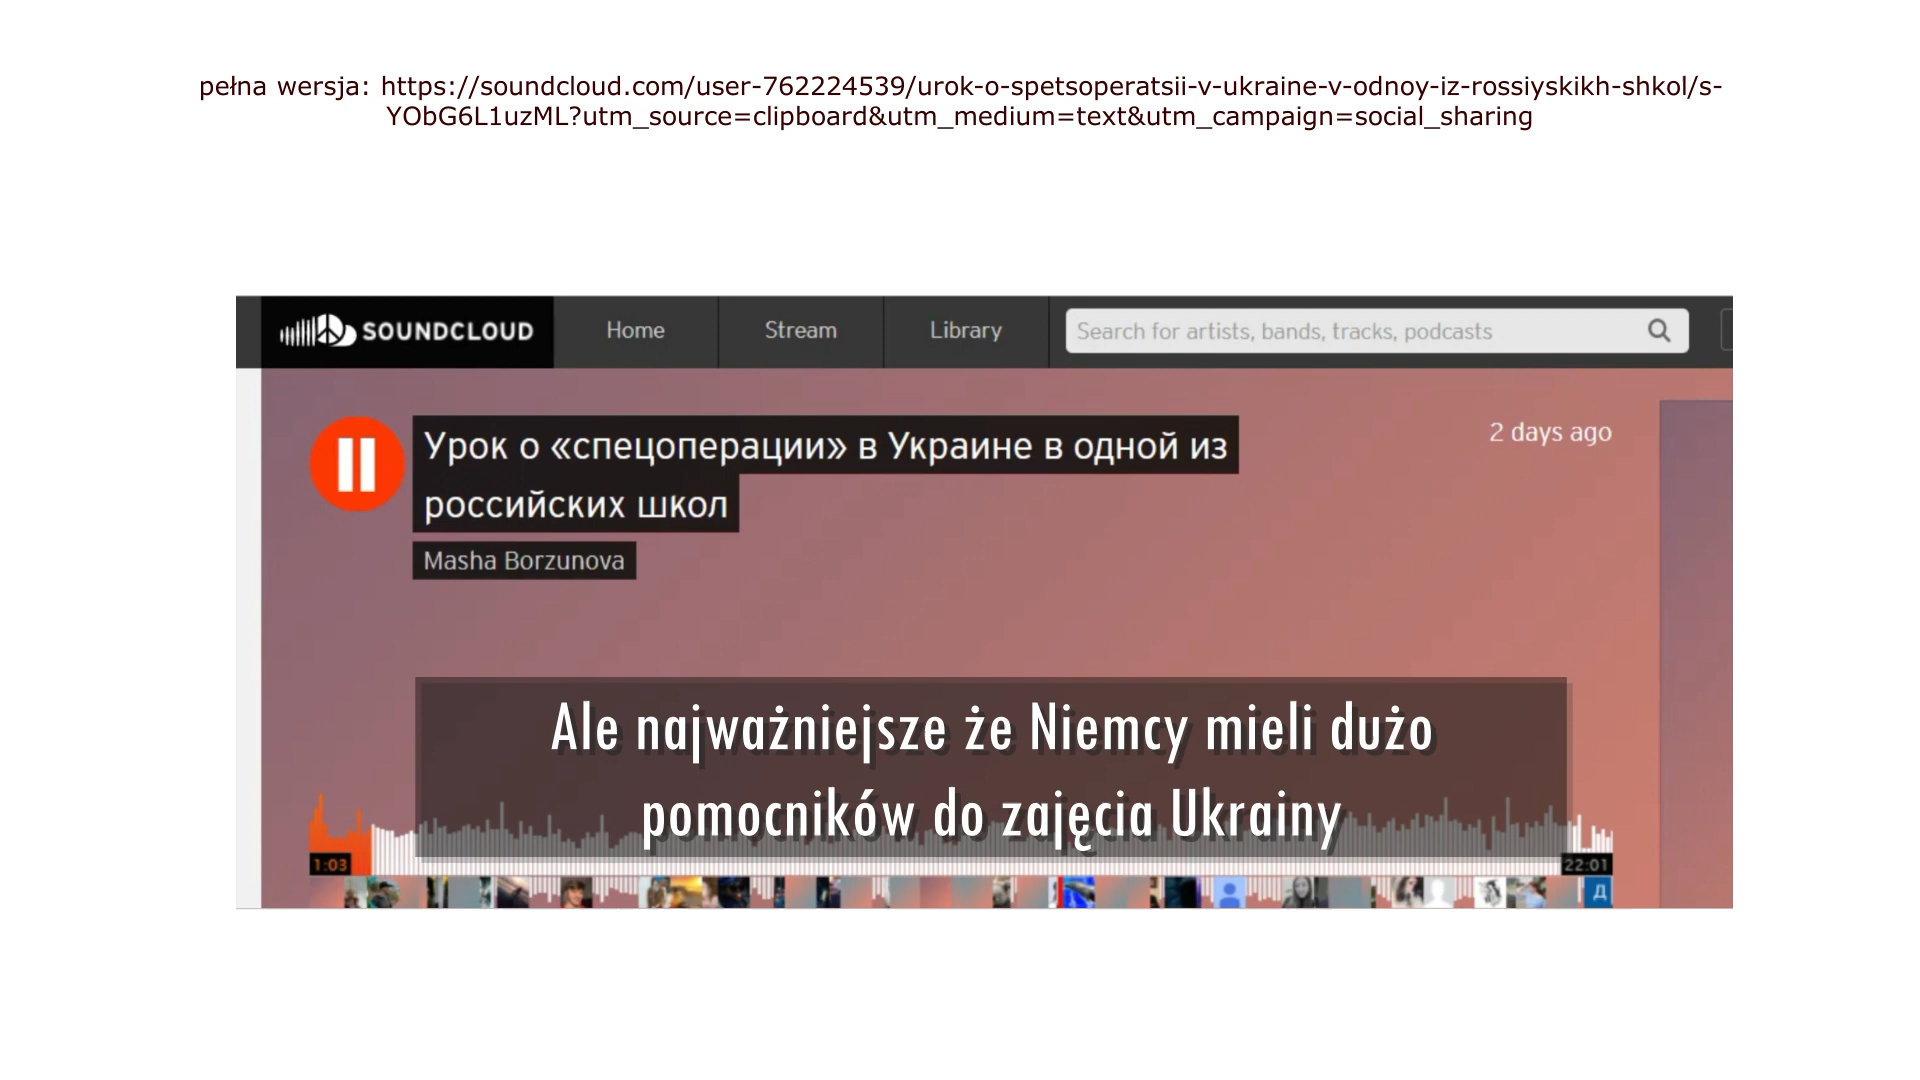 pełna wersja: https://soundcloud.com/user-762224539/urok-o-spetsoperatsii-v-ukraine-v-odnoy-iz-rossiyskikh-shkol/s-
YObG6L1uzML?utm_source=clipboard&utm_medium=text&utm_campaign=social_sharing
SOUNDCLOUD Home Stream Library Search for artists, bands, tracks, podcasts
Урок о «спецоперации» в Украине в одной из
российских школ
2 days ago
Masha Borzunova
Ale najważniejsze że Niemcy mieli dużo
pomocników do zajęcia Ukrainy
1:03 22:01
Д